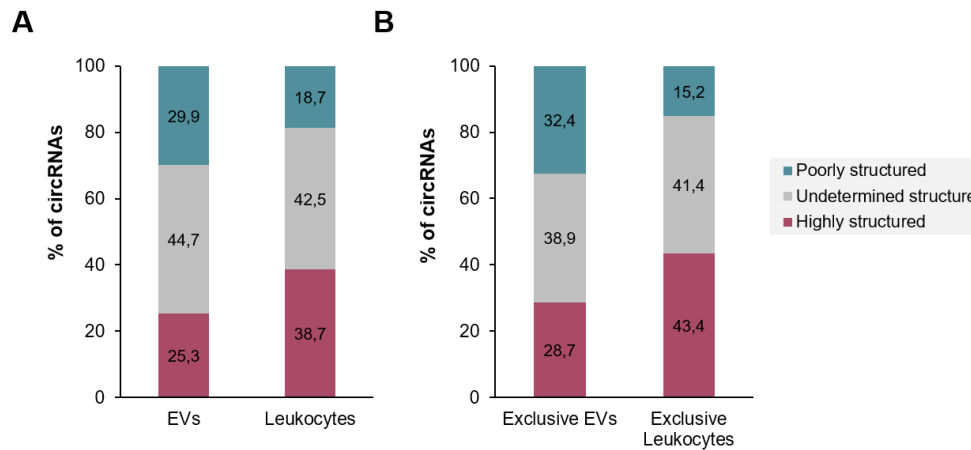 A
B
% of circRNAs
100
80
60
40
20
0
29,9
44,7
25,3
18,7
42,5
38,7
EVs
Leukocytes
% of circRNAs
100
80
60
40
20
0
32,4
38,9
28,7
15,2
41,4
43,4
Exclusive EVs
Exclusive
Leukocytes
Poorly structured
Undetermined structure
Highly structured